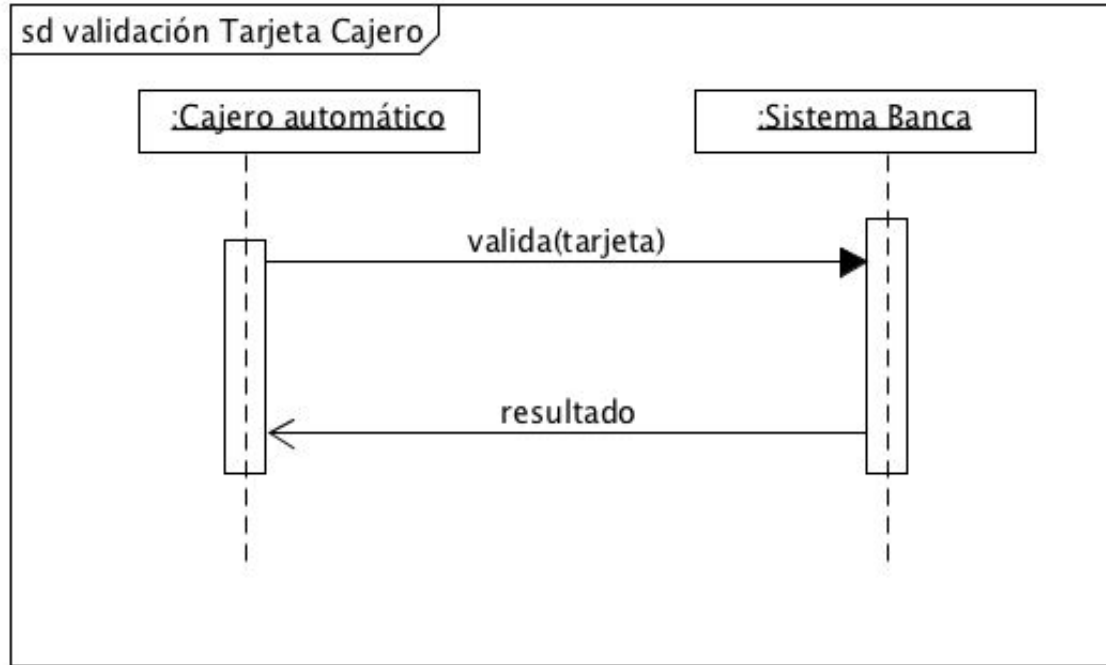 sd validación Tarjeta Cajero
:Cajero automático
:Sistema Banca
valida(tarjeta)
resultado